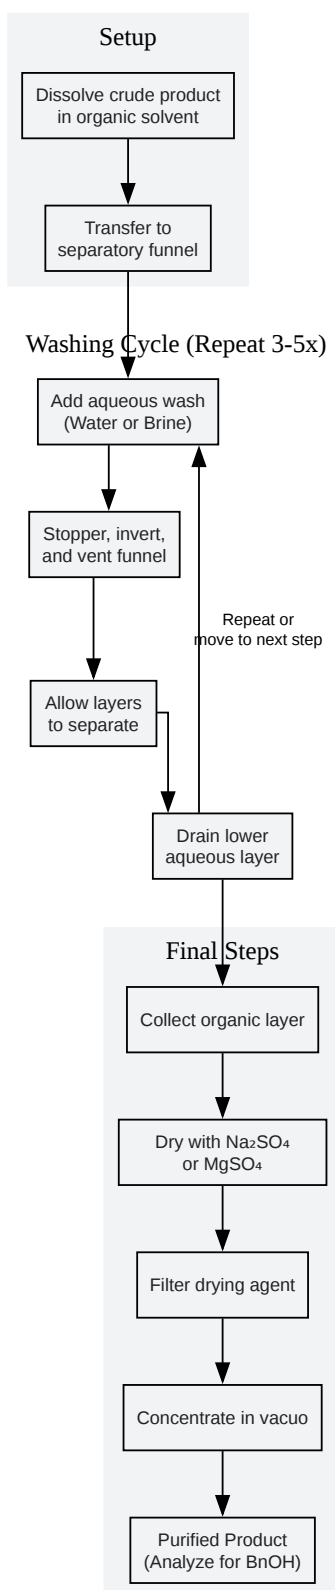 Setup
Dissolve crude product
in organic solvent
Transfer to
separatory funnel
Washing Cycle (Repeat 3-5x)
Add aqueous wash
(Water or Brine)
Stopper, invert,
and vent funnel
Repeat or
move to next step
Allow layers
to separate
Drain lower
aqueous layer
Final Steps
Collect organic layer
Dry with Na₂SO₄
or MgSO₄
Filter drying agent
Concentrate in vacuo
Purified Product
(Analyze for BnOH)